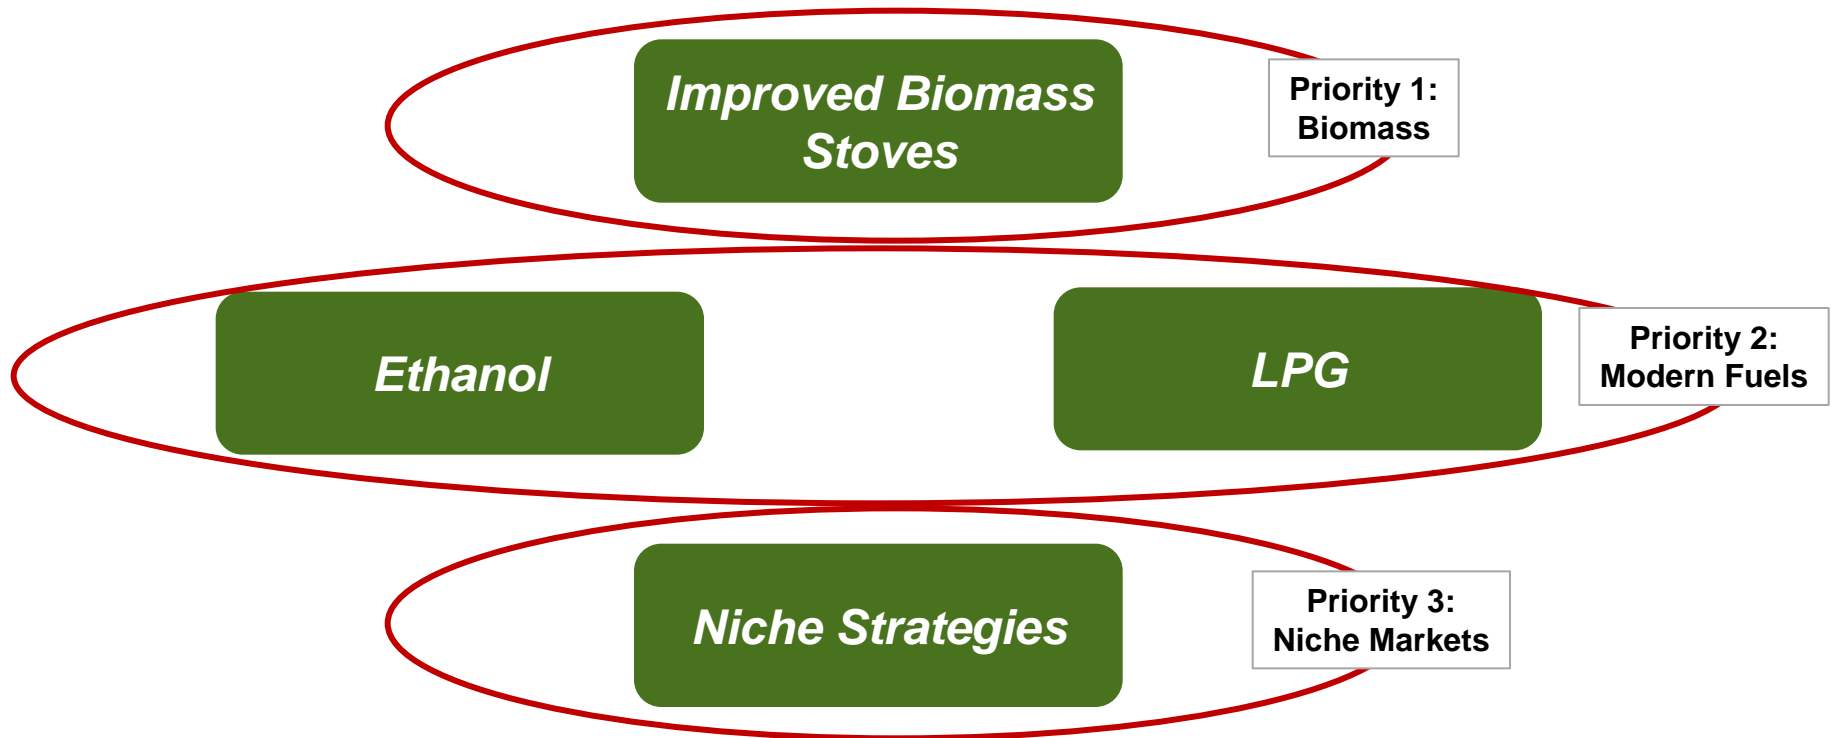 Improved Biomass
Stoves
Priority 1:
Biomass
Ethanol
LPG
Priority 2:
Modern Fuels
Niche Strategies
Priority 3:
Niche Markets